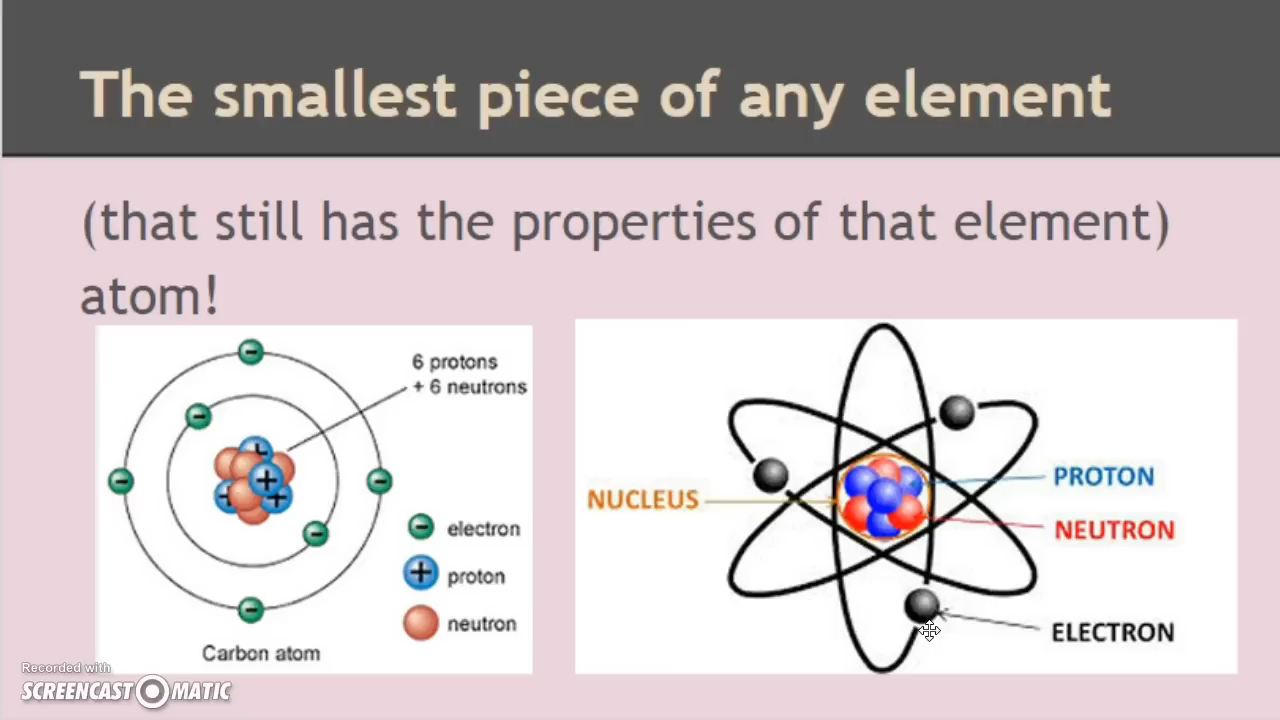 The smallest piece of any element
(that still has the properties of that element)
atom!
6 protons
+ 6 neutrons
electron
proton
neutron
Carbon atom
NUCLEUS
PROTON
NEUTRON
ELECTRON
Recorded with
SCREENCAST MATIC